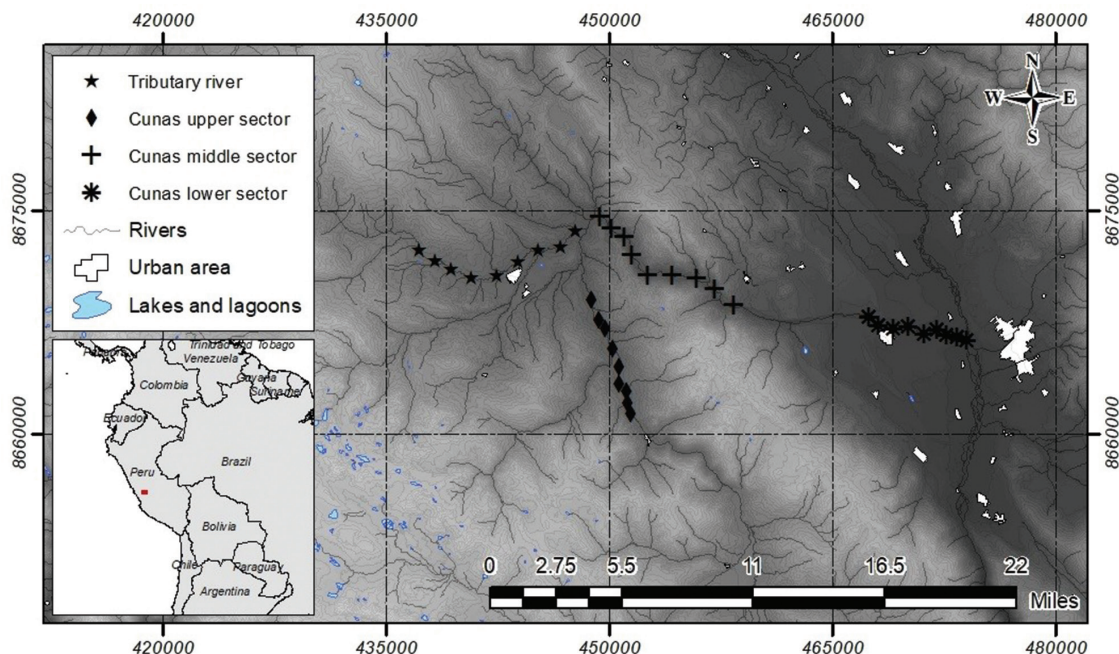 420000 435000 450000 465000 480000
N
W E
S
Tributary river
Cunas upper sector
Cunas middle sector
Cunas lower sector
Rivers
Urban area
Lakes and lagoons
8675000 8675000
8660000 8660000
Panama
Trinidad and Tobago
Venezuela
Guyana
Suriname
Colombia
Ecuador
Peru
Brazil
Bolivia
Chile
Paraguay
Argentina
0 2.75 5.5 11 16.5 22
Miles
420000 435000 450000 465000 480000